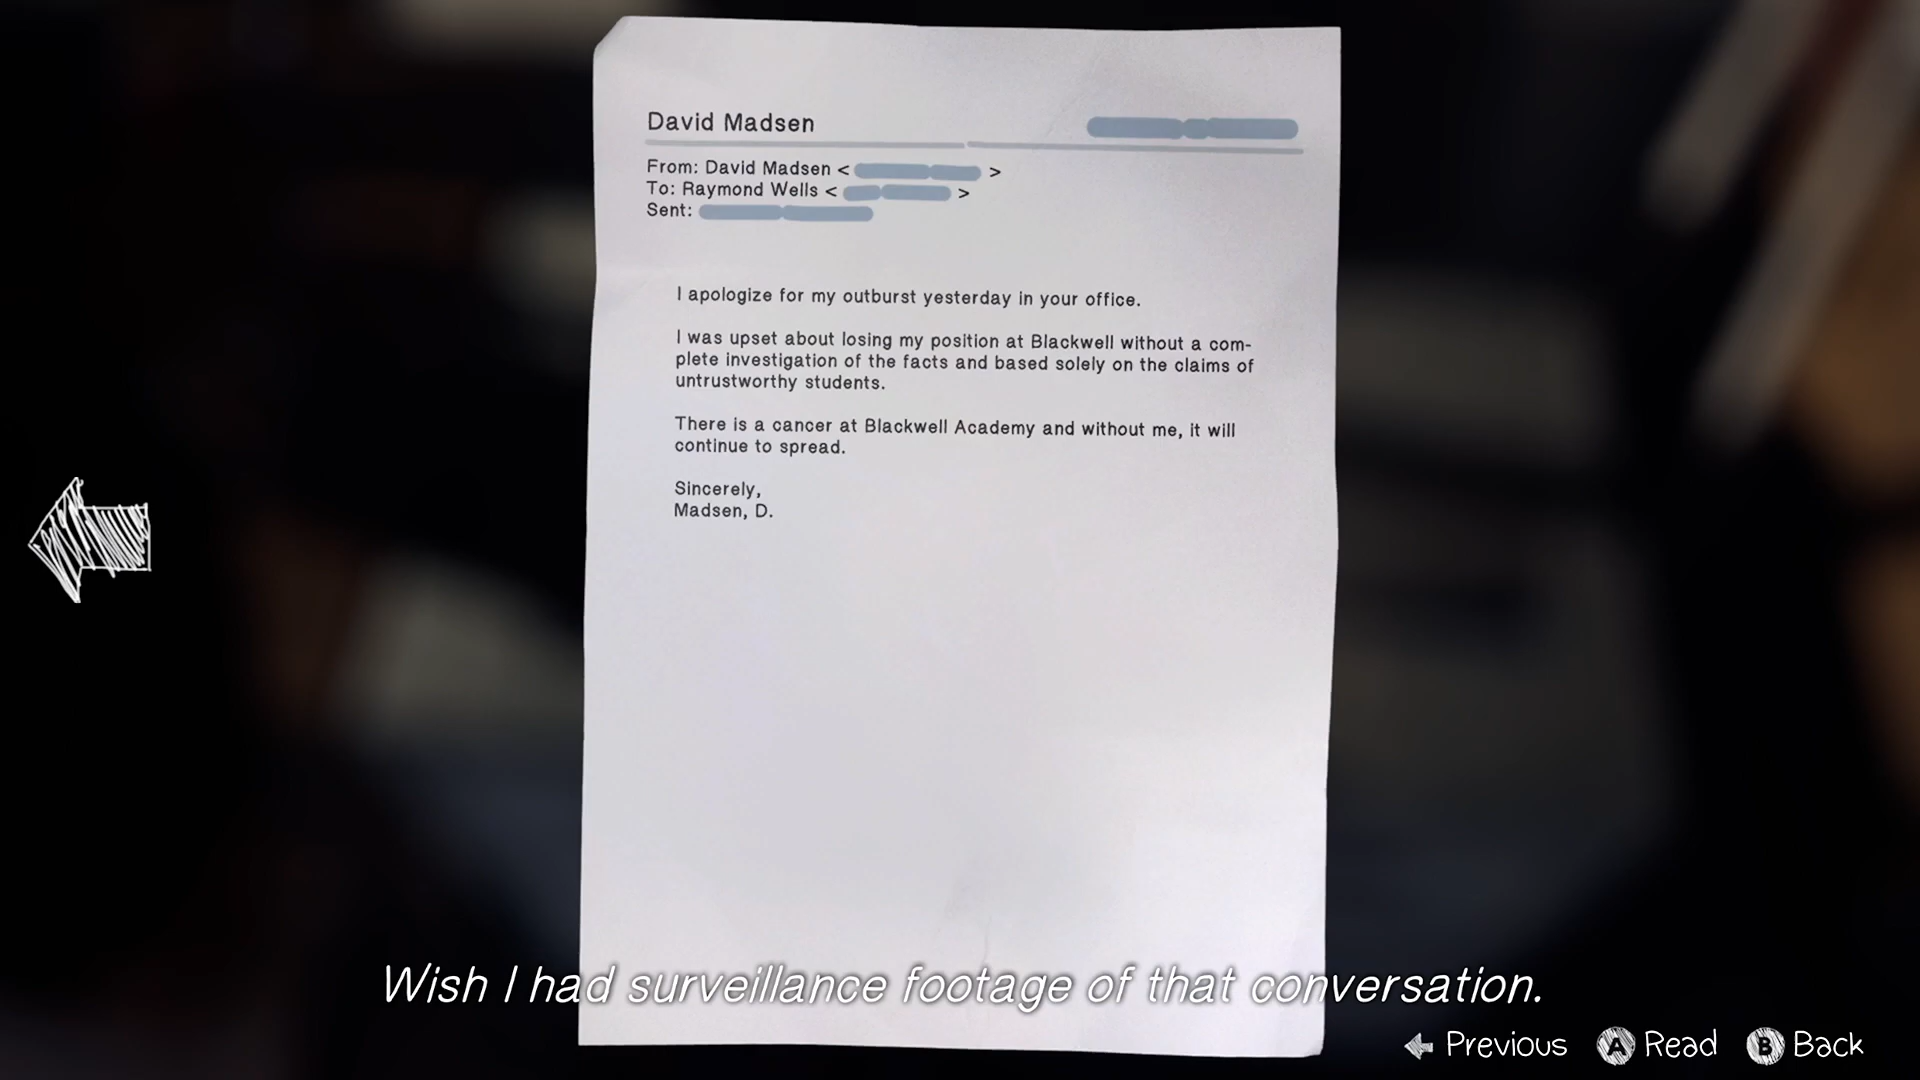 David Madsen
From: David Madsen < >
To: Raymond Wells < >
Sent:
I apologize for my outburst yesterday in your office.
I was upset about losing my position at Blackwell without a com-
plete investigation of the facts and based solely on the claims of
untrustworthy students.
There is a cancer at Blackwell Academy and without me, it will
continue to spread.
Sincerely,
Madsen, D.
Wish I had surveillance footage of that conversation.
Previous A Read B Back